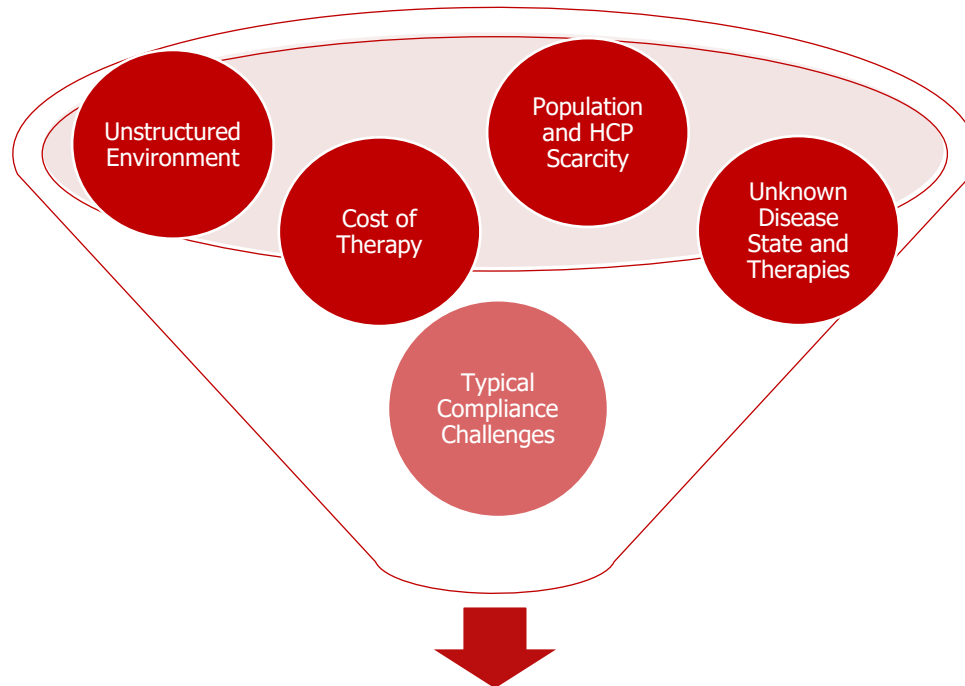 Unstructured
Environment
Population
and HCP
Scarcity
Cost of
Therapy
Unknown
Disease
State and
Therapies
Typical
Compliance
Challenges